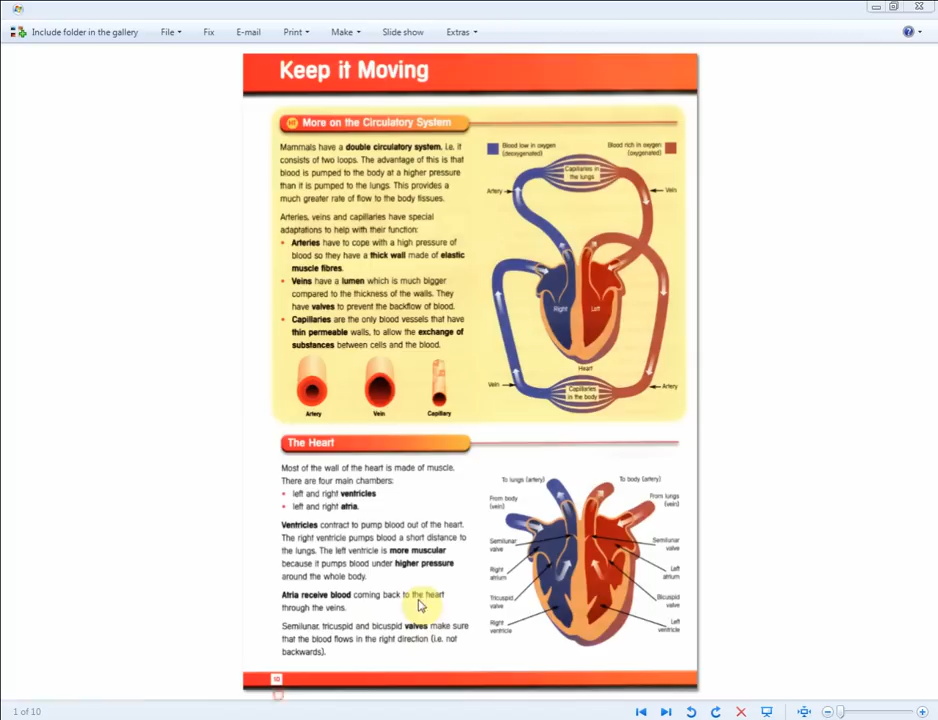 Include folder in the gallery File Fix E-mail Print Make Slide show Extras
Keep it Moving
HT More on the Circulatory System
Mammals have a double circulatory system, i.e. it
consists of two loops. The advantage of this is that
blood is pumped to the body at a higher pressure
than it is pumped to the lungs. This provides a
much greater rate of flow to the body tissues.
Arteries, veins and capillaries have special
adaptations to help with their function:
• Arteries have to cope with a high pressure of
blood so they have a thick wall made of elastic
muscle fibres.
• Veins have a lumen which is much bigger
compared to the thickness of the walls. They
have valves to prevent the backflow of blood.
• Capillaries are the only blood vessels that have
thin permeable walls, to allow the exchange of
substances between cells and the blood.
Artery Vein Capillary
Blood low in oxygen
(deoxygenated)
Blood rich in oxygen
(oxygenated)
Capillaries in
the lungs
Artery
Vein
Right
Left
Heart
Vein
Capillaries
in the body
Artery
The Heart
Most of the wall of the heart is made of muscle.
There are four main chambers:
• left and right ventricles
• left and right atria.
Ventricles contract to pump blood out of the heart.
The right ventricle pumps blood a short distance to
the lungs. The left ventricle is more muscular
because it pumps blood under higher pressure
around the whole body.
Atria receive blood coming back to the heart
through the veins.
Semilunar, tricuspid and bicuspid valves make sure
that the blood flows in the right direction (i.e. not
backwards).
To lungs (artery)
To body (artery)
From body
(vein)
From lungs
(vein)
Semilunar
valve
Semilunar
valve
Right
atrium
Left
atrium
Tricuspid
valve
Bicuspid
valve
Right
ventricle
Left
ventricle
10
1 of 10